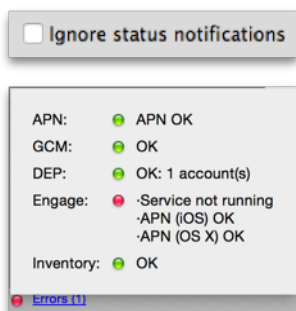 Ignore status notifications
APN: APN OK
GCM: OK
DEP: OK: 1 account(s)
Engage: ·Service not running
·APN (iOS) OK
·APN (OS X) OK
Inventory: OK
Errors (1)